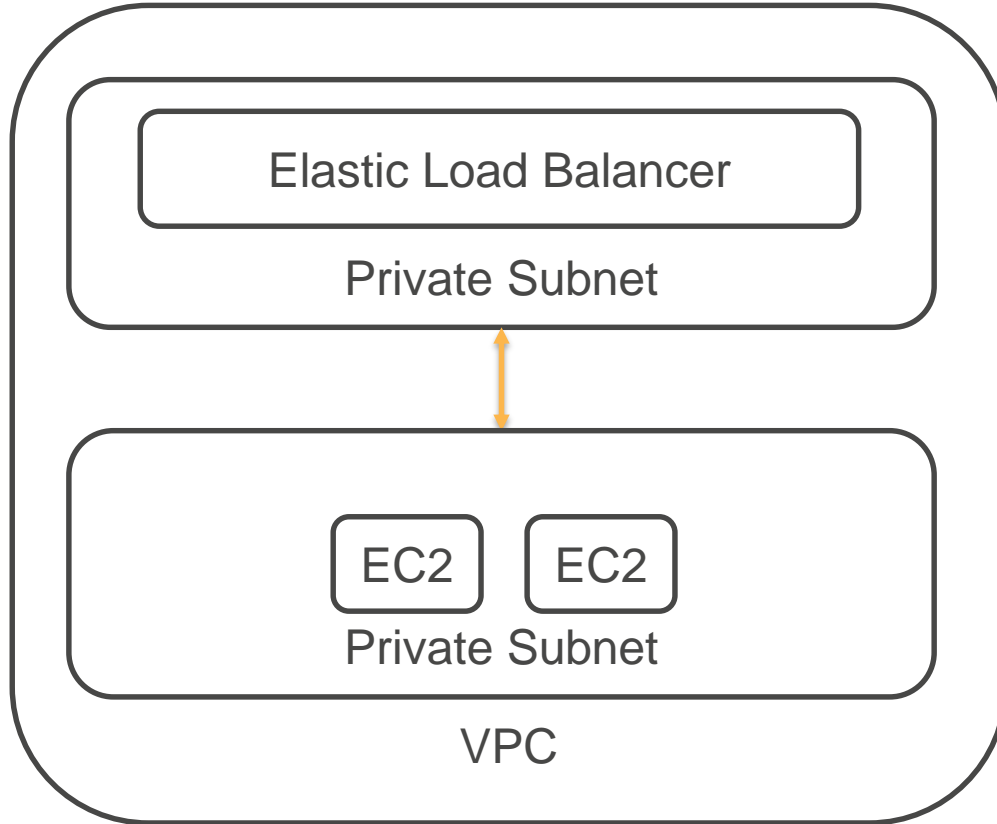 Elastic Load Balancer
Private Subnet
EC2 EC2
Private Subnet
VPC